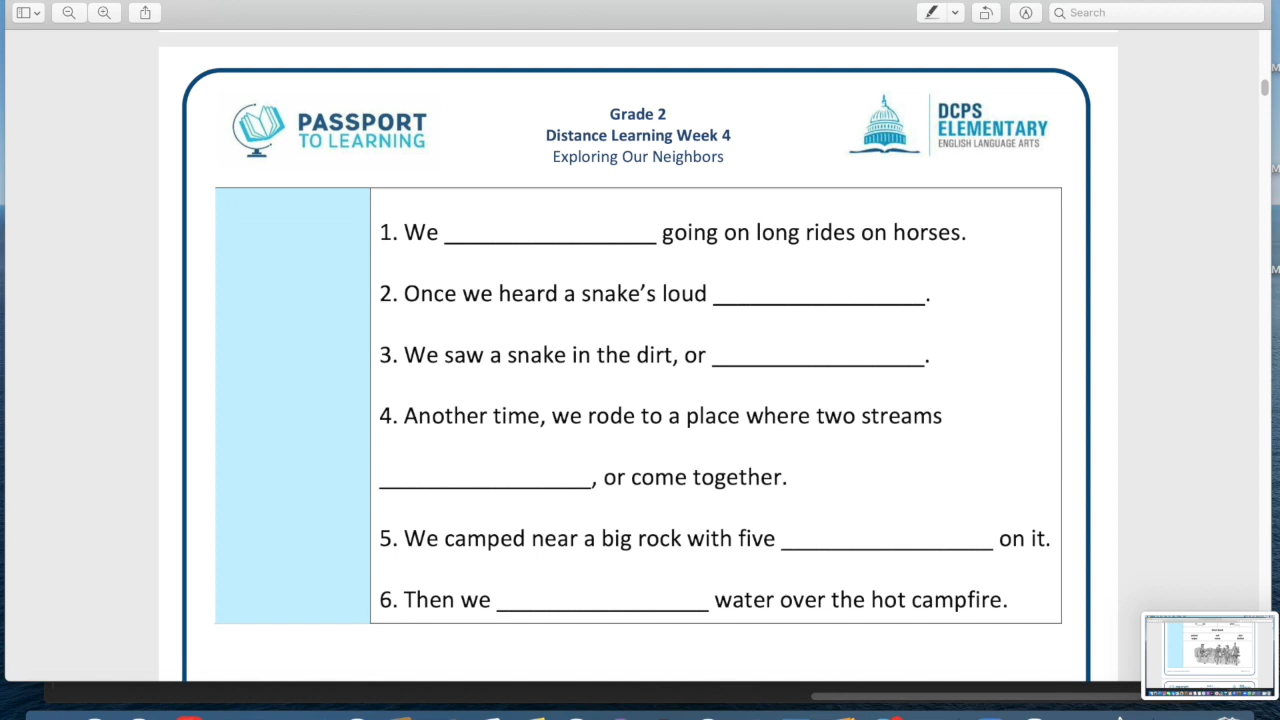 Search
PASSPORT
TO LEARNING
Grade 2
Distance Learning Week 4
Exploring Our Neighbors
DCPS
ELEMENTARY
ENGLISH LANGUAGE ARTS
1. We __________________ going on long rides on horses.
2. Once we heard a snake’s loud __________________.
3. We saw a snake in the dirt, or __________________.
4. Another time, we rode to a place where two streams
__________________, or come together.
5. We camped near a big rock with five __________________ on it.
6. Then we __________________ water over the hot campfire.